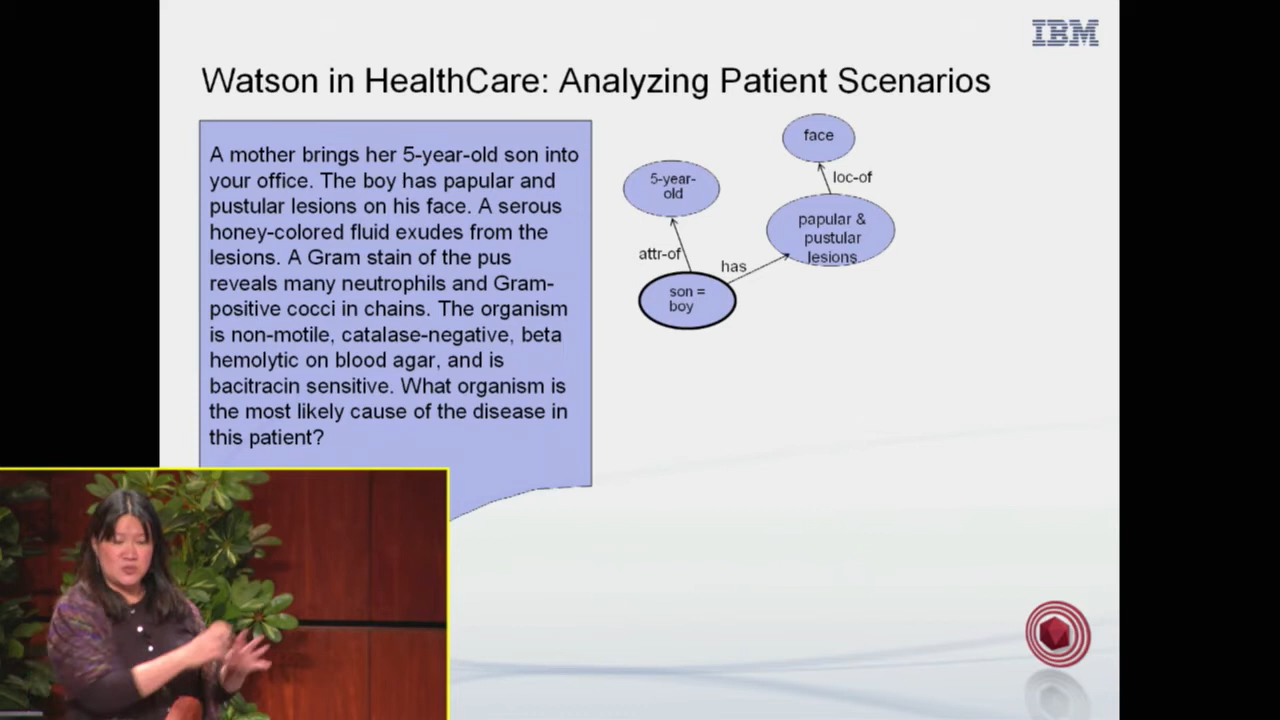 IBM
Watson in HealthCare: Analyzing Patient Scenarios
A mother brings her 5-year-old son into
your office. The boy has papular and
pustular lesions on his face. A serous
honey-colored fluid exudes from the
lesions. A Gram stain of the pus
reveals many neutrophils and Gram-
positive cocci in chains. The organism
is non-motile, catalase-negative, beta
hemolytic on blood agar, and is
bacitracin sensitive. What organism is
the most likely cause of the disease in
this patient?
face
loc-of
5-year-
old
papular &
pustular
lesions
attr-of
has
son =
boy